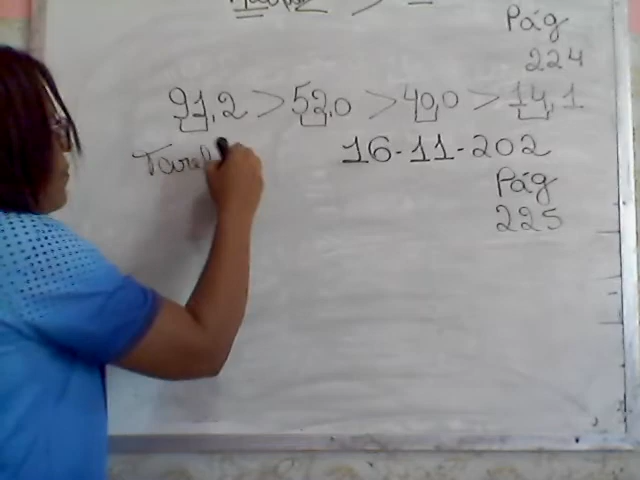 Pág
224
91,2 > 52,0 > 40,0 > 14,1
16-11-202
Pág
225